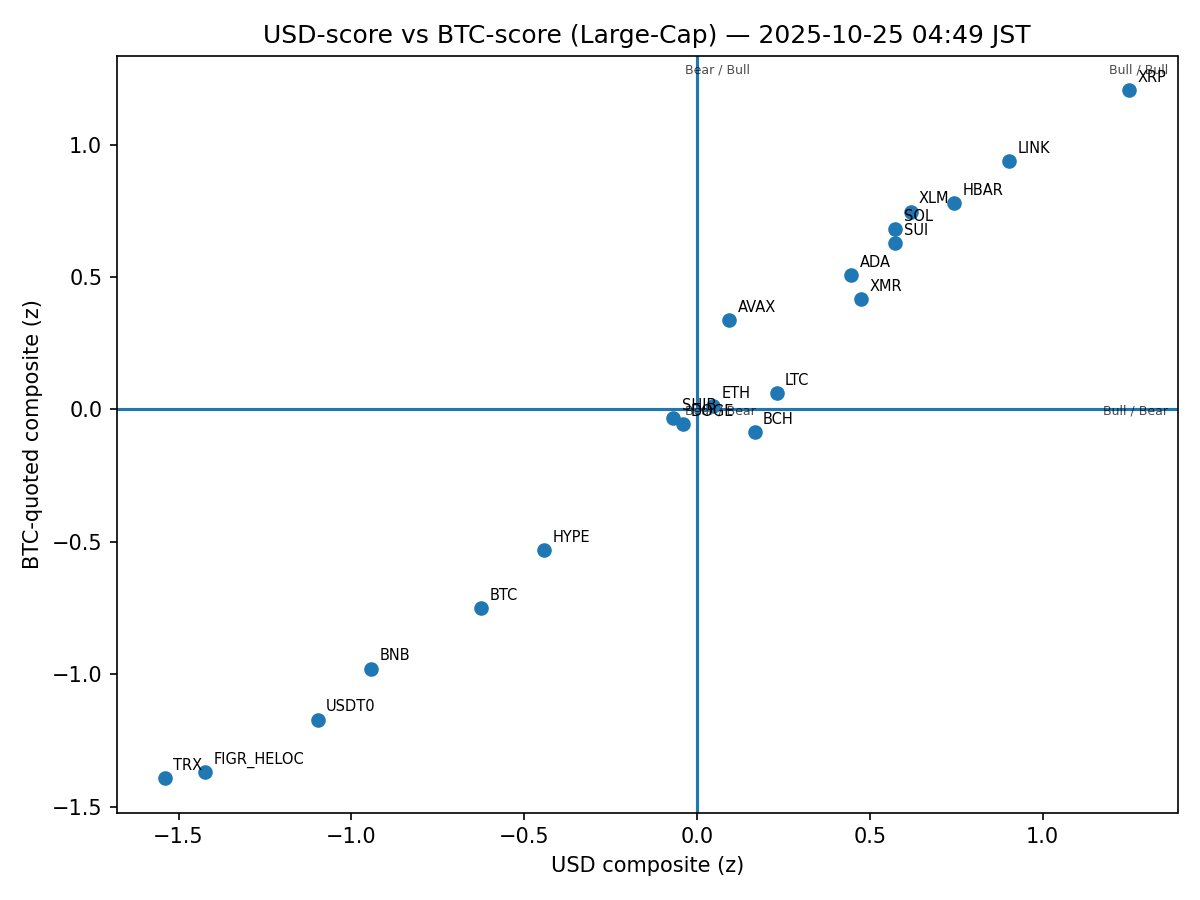 USD-score vs BTC-score (Large-Cap) — 2025-10-25 04:49 JST
Bear / Bull
Bull / Bull
XRP
1.0
LINK
HBAR
XLM
SOL
SUI
0.5
ADA
XMR
AVAX
LTC
ETH
SHIB
0.0
DOGE
Bear
Bull / Bear
BCH
−0.5
HYPE
BTC
BNB
−1.0
USDT0
FIGR_HELOC
TRX
−1.5
−1.5
−1.0
−0.5
0.0
0.5
1.0
USD composite (z)
BTC-quoted composite (z)